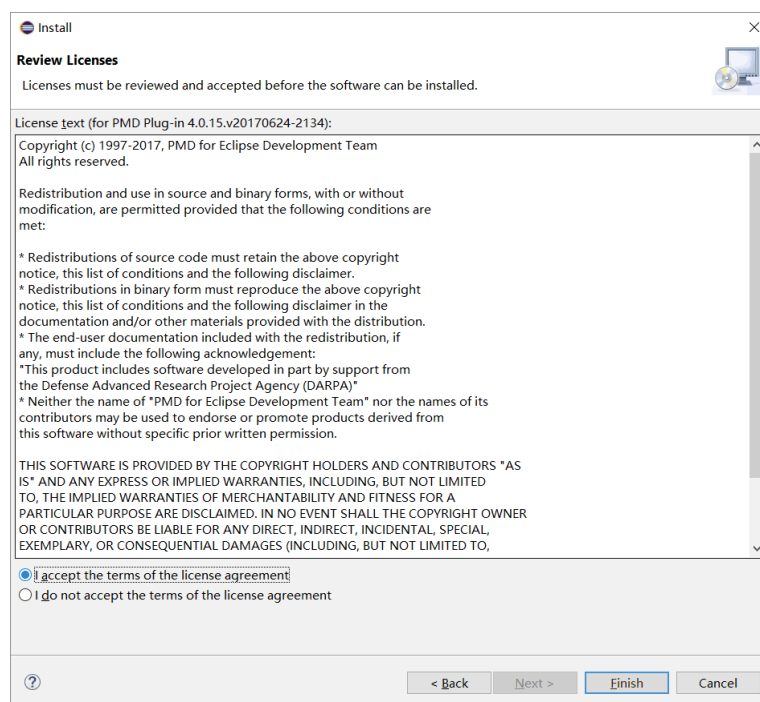 Install
Review Licenses
Licenses must be reviewed and accepted before the software can be installed.
License text (for PMD Plug-in 4.0.15.v20170624-2134):
Copyright (c) 1997-2017, PMD for Eclipse Development Team
All rights reserved.
Redistribution and use in source and binary forms, with or without
modification, are permitted provided that the following conditions are
met:
* Redistributions of source code must retain the above copyright
notice, this list of conditions and the following disclaimer.
* Redistributions in binary form must reproduce the above copyright
notice, this list of conditions and the following disclaimer in the
documentation and/or other materials provided with the distribution.
* The end-user documentation included with the redistribution, if
any, must include the following acknowledgement:
"This product includes software developed in part by support from
the Defense Advanced Research Project Agency (DARPA)"
* Neither the name of "PMD for Eclipse Development Team" nor the names of its
contributors may be used to endorse or promote products derived from
this software without specific prior written permission.
THIS SOFTWARE IS PROVIDED BY THE COPYRIGHT HOLDERS AND CONTRIBUTORS "AS
IS" AND ANY EXPRESS OR IMPLIED WARRANTIES, INCLUDING, BUT NOT LIMITED
TO, THE IMPLIED WARRANTIES OF MERCHANTABILITY AND FITNESS FOR A
PARTICULAR PURPOSE ARE DISCLAIMED. IN NO EVENT SHALL THE COPYRIGHT OWNER
OR CONTRIBUTORS BE LIABLE FOR ANY DIRECT, INDIRECT, INCIDENTAL, SPECIAL,
EXEMPLARY, OR CONSEQUENTIAL DAMAGES (INCLUDING, BUT NOT LIMITED TO,
I accept the terms of the license agreement
I do not accept the terms of the license agreement
? < Back Next > Finish Cancel